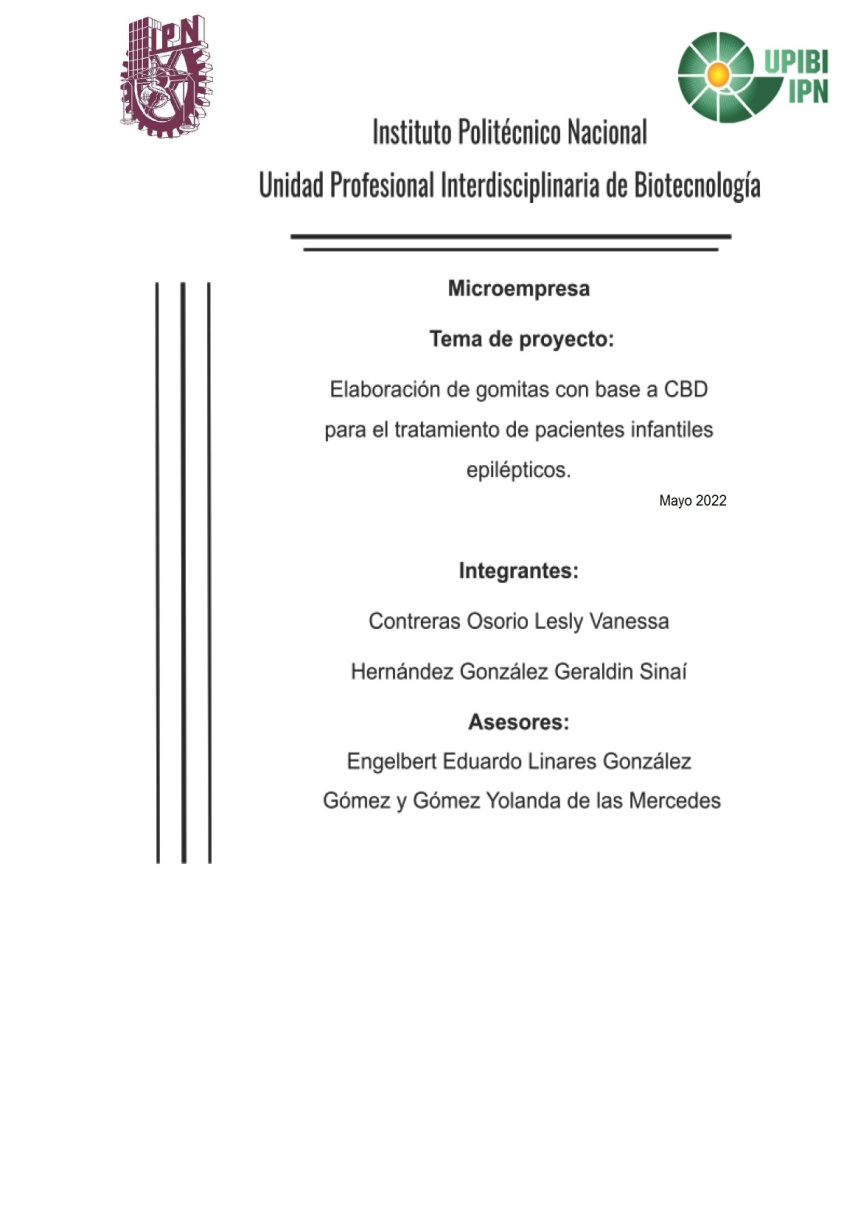 IPN
UPIBI
IPN
Instituto Politécnico Nacional
Unidad Profesional Interdisciplinaria de Biotecnología
Microempresa
Tema de proyecto:
Elaboración de gomitas con base a CBD
para el tratamiento de pacientes infantiles
epilépticos.
Mayo 2022
Integrantes:
Contreras Osorio Lesly Vanessa
Hernández González Geraldin Sinaí
Asesores:
Engelbert Eduardo Linares González
Gómez y Gómez Yolanda de las Mercedes